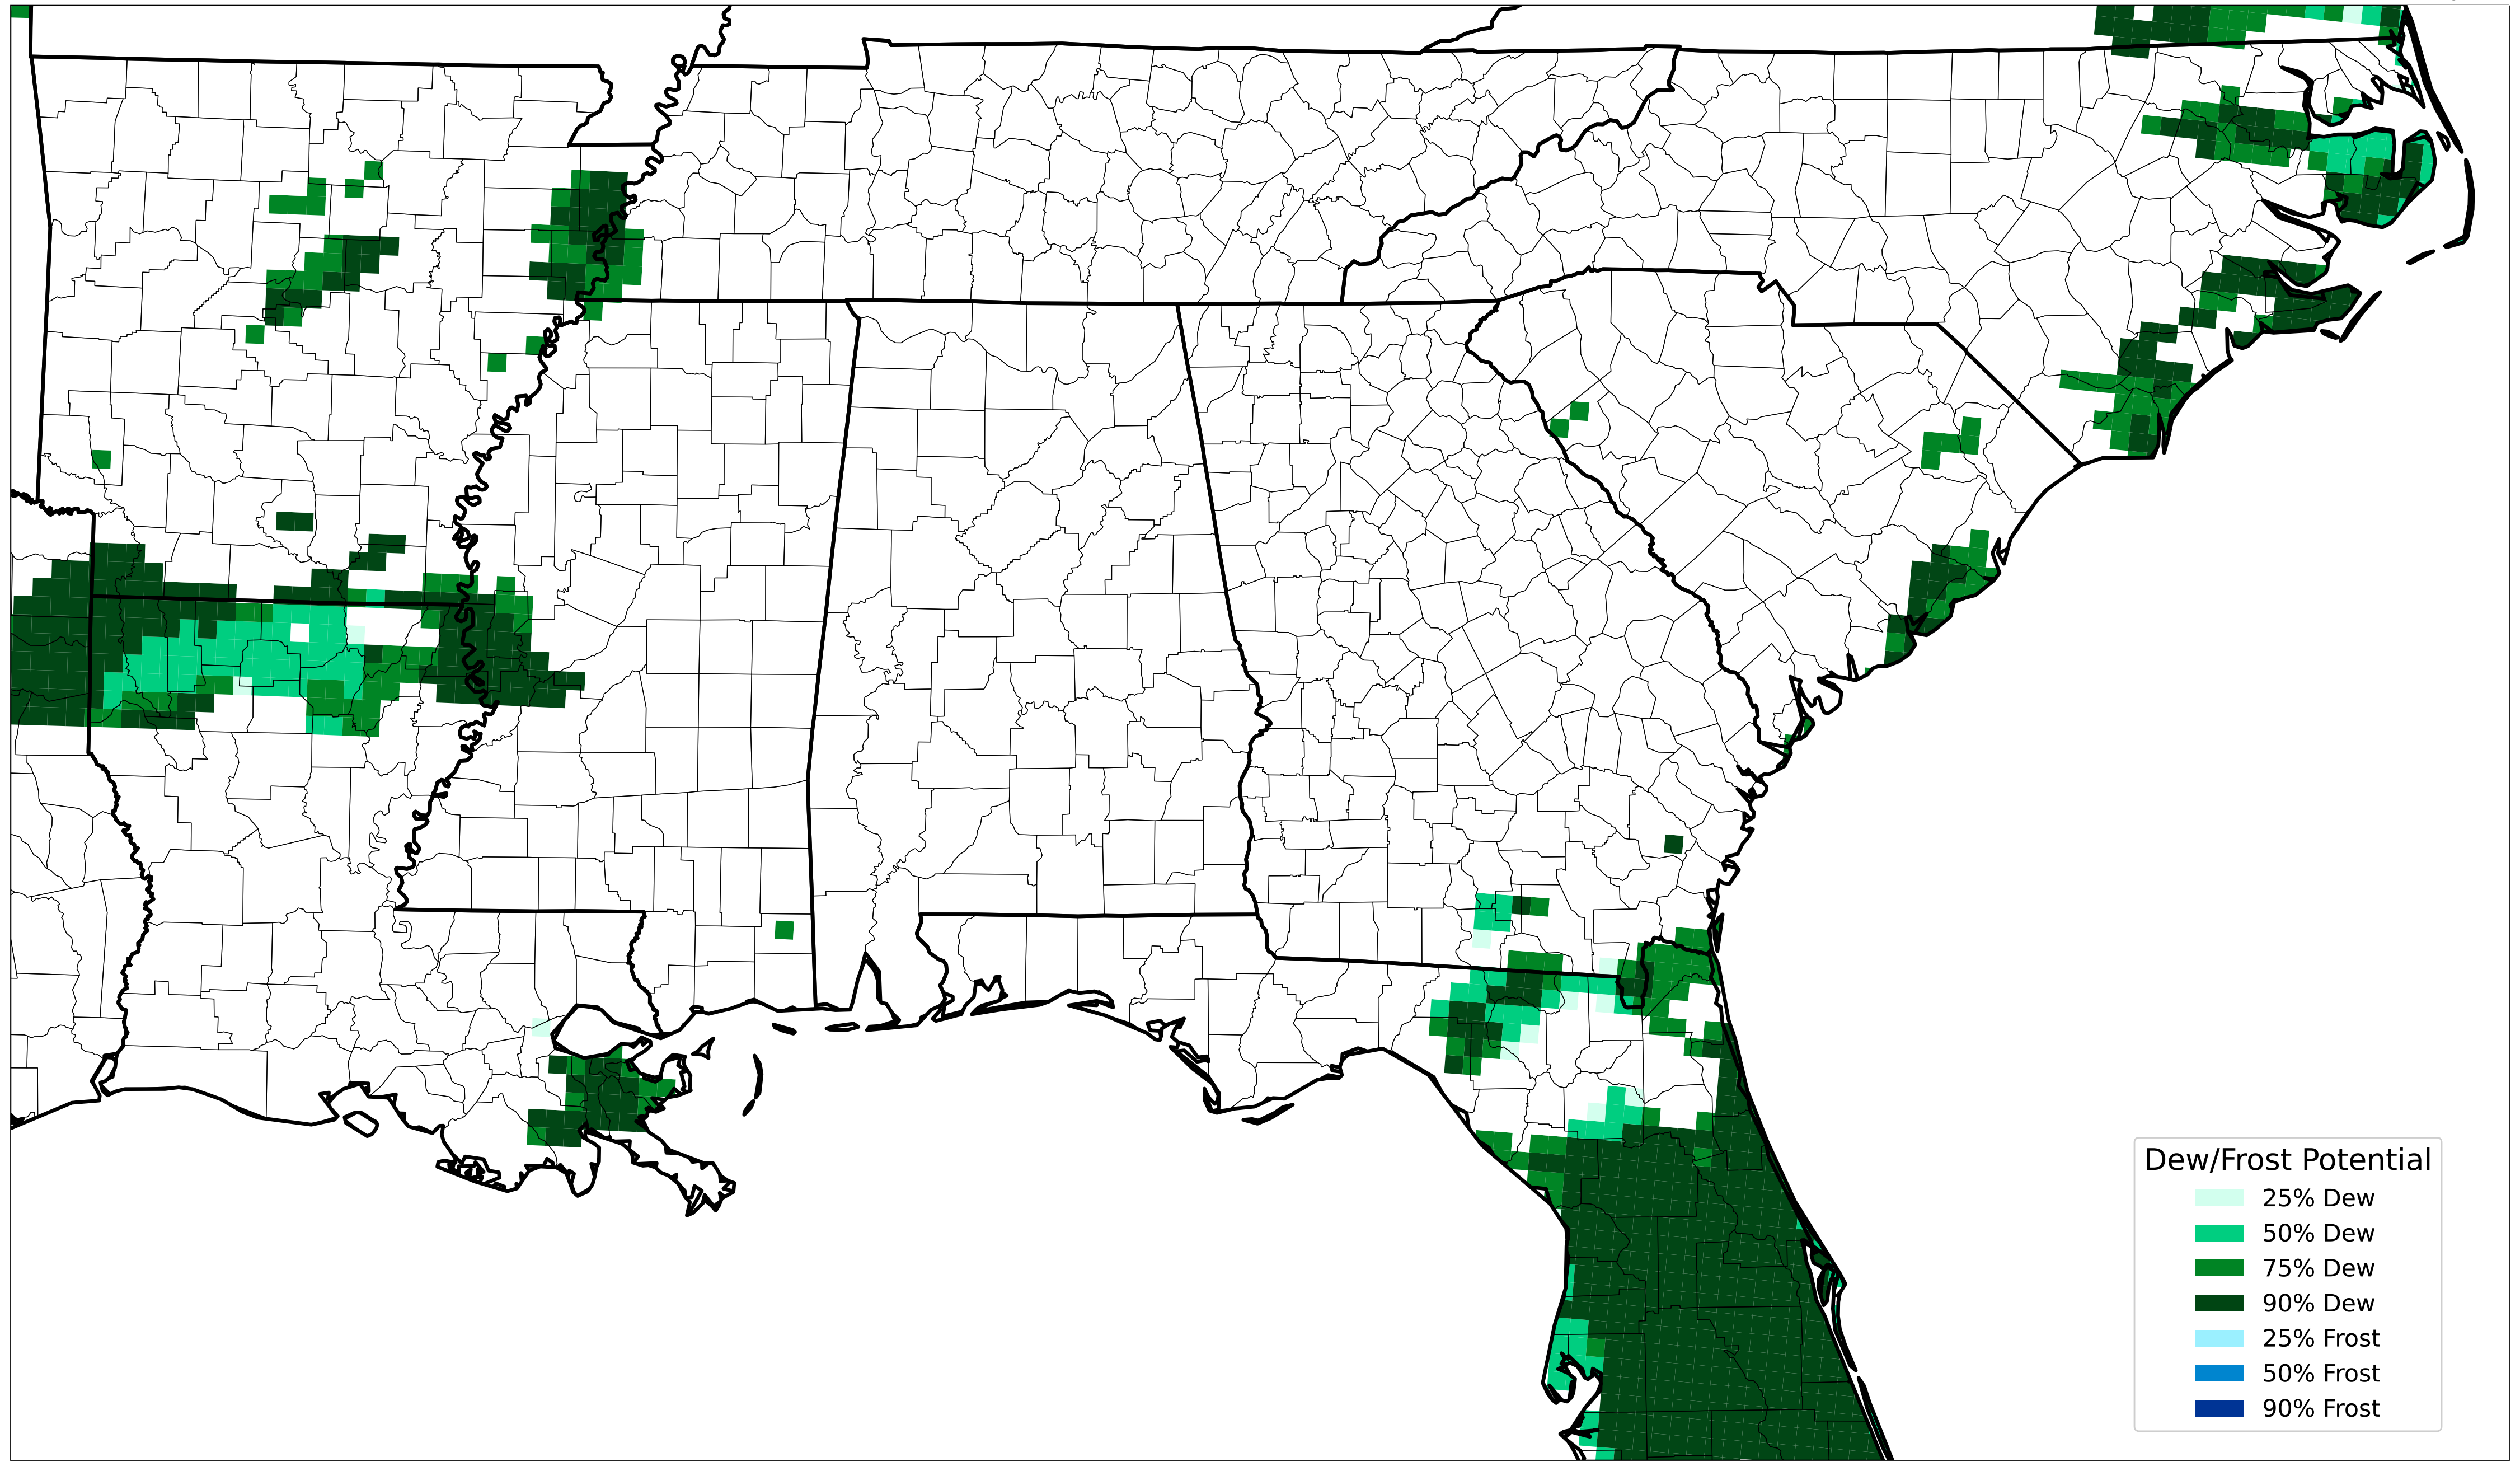 Dew/Frost Potential
25% Dew
50% Dew
75% Dew
90% Dew
25% Frost
50% Frost
90% Frost